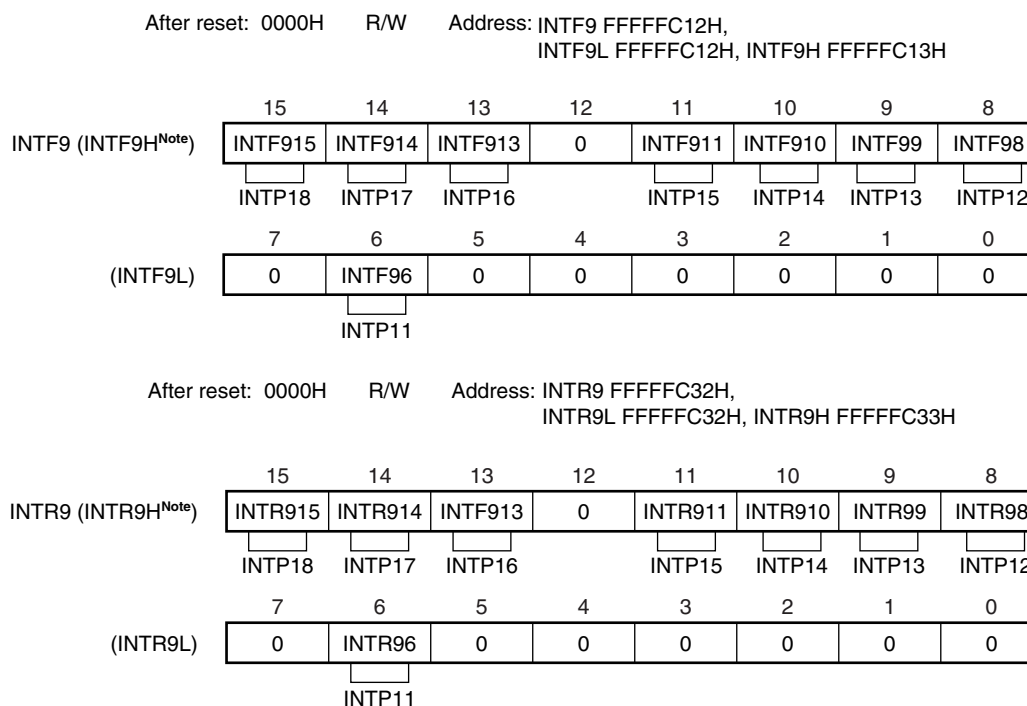 After reset: 0000H R/W Address: INTF9 FFFFFC12H,
INTF9L FFFFFC12H, INTF9H FFFFFC13H
15 14 13 12 11 10 9 8
INTF9 (INTF9HNote) INTF915 INTF914 INTF913 0 INTF911 INTF910 INTF99 INTF98
INTP18 INTP17 INTP16 INTP15 INTP14 INTP13 INTP12
7 6 5 4 3 2 1 0
(INTF9L) 0 INTF96 0 0 0 0 0 0
INTP11
After reset: 0000H R/W Address: INTR9 FFFFFC32H,
INTR9L FFFFFC32H, INTR9H FFFFFC33H
15 14 13 12 11 10 9 8
INTR9 (INTR9HNote) INTR915 INTR914 INTF913 0 INTR911 INTR910 INTR99 INTR98
INTP18 INTP17 INTP16 INTP15 INTP14 INTP13 INTP12
7 6 5 4 3 2 1 0
(INTR9L) 0 INTR96 0 0 0 0 0 0
INTP11